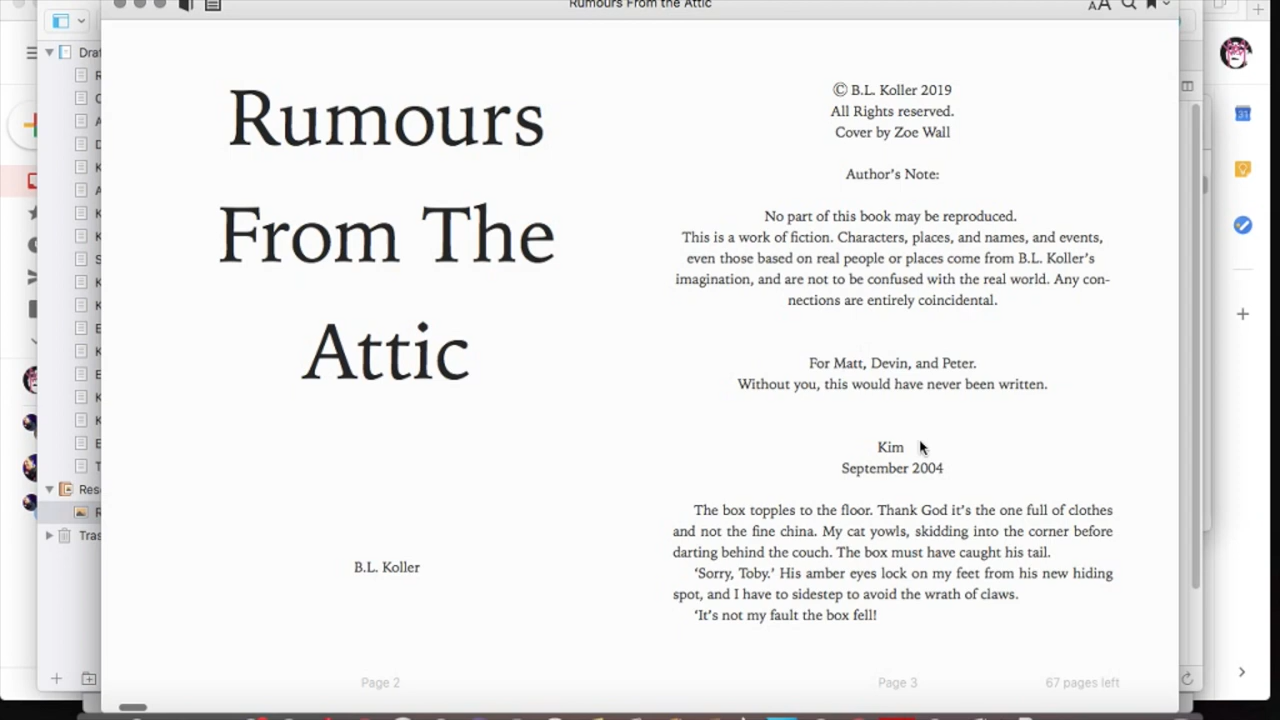 Rumours From the Attic
Draf
Rese
Tras
Rumours
From The
Attic
B.L. Koller
Page 2
© B.L. Koller 2019
All Rights reserved.
Cover by Zoe Wall
Author's Note:
No part of this book may be reproduced.
This is a work of fiction. Characters, places, and names, and events,
even those based on real people or places come from B.L. Koller's
imagination, and are not to be confused with the real world. Any con-
nections are entirely coincidental.
For Matt, Devin, and Peter.
Without you, this would have never been written.
Kim
September 2004
The box topples to the floor. Thank God it's the one full of clothes
and not the fine china. My cat yowls, skidding into the corner before
darting behind the couch. The box must have caught his tail.
'Sorry, Toby.' His amber eyes lock on my feet from his new hiding
spot, and I have to sidestep to avoid the wrath of claws.
'It's not my fault the box fell!
Page 3
67 pages left